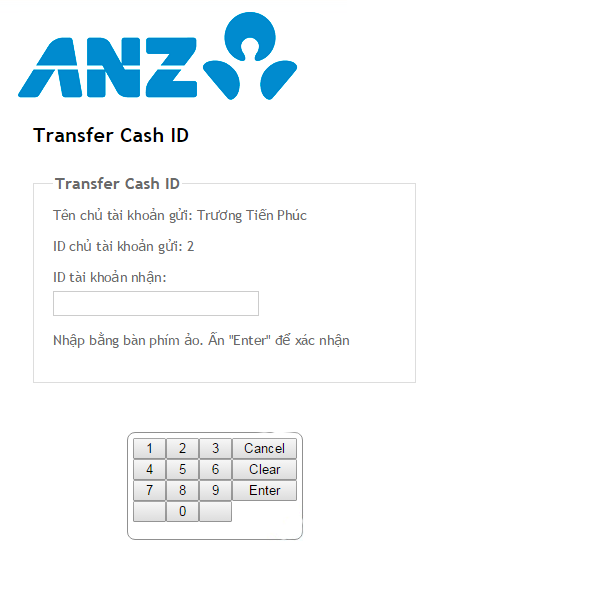 ANZ
Transfer Cash ID
Transfer Cash ID
Tên chủ tài khoản gửi: Trương Tiến Phúc
ID chủ tài khoản gửi: 2
ID tài khoản nhận:
Nhập bằng bàn phím ảo. Ấn "Enter" để xác nhận
1 2 3 Cancel
4 5 6 Clear
7 8 9 Enter
0